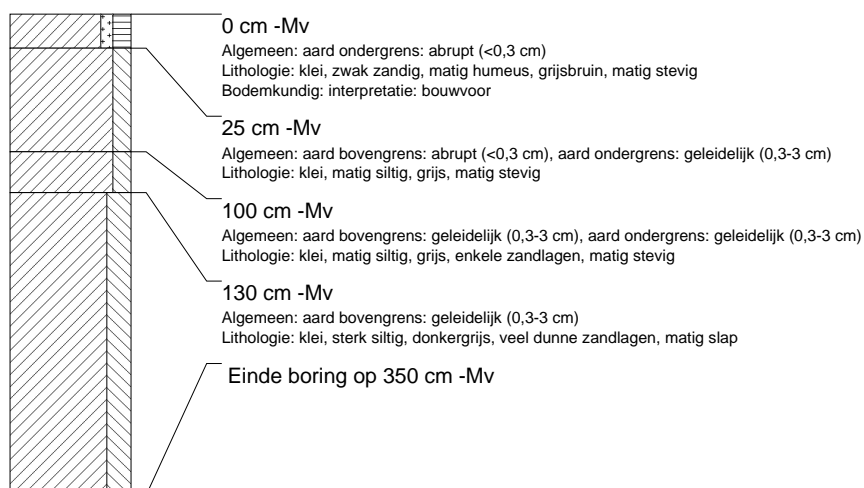 0 cm -Mv
Algemeen: aard ondergrens: abrupt (<0,3 cm)
Lithologie: klei, zwak zandig, matig humeus, grijsbruin, matig stevig
Bodemkundig: interpretatie: bouwvoor
25 cm -Mv
Algemeen: aard bovengrens: abrupt (<0,3 cm), aard ondergrens: geleidelijk (0,3-3 cm)
Lithologie: klei, matig siltig, grijs, matig stevig
100 cm -Mv
Algemeen: aard bovengrens: geleidelijk (0,3-3 cm), aard ondergrens: geleidelijk (0,3-3 cm)
Lithologie: klei, matig siltig, grijs, enkele zandlagen, matig stevig
130 cm -Mv
Algemeen: aard bovengrens: geleidelijk (0,3-3 cm)
Lithologie: klei, sterk siltig, donkergrijs, veel dunne zandlagen, matig slap
Einde boring op 350 cm -Mv